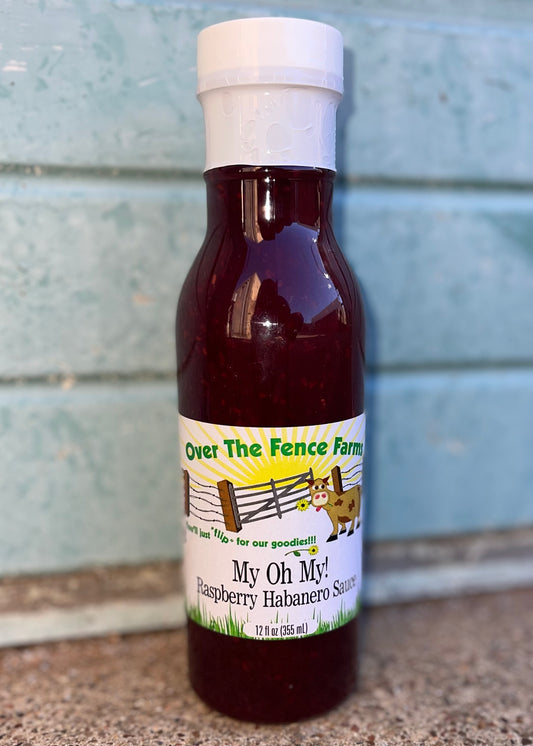 Over The Fence Farms
You'll just "flip" for our goodies!!!
My Oh My!
Raspberry Habanero Sauce
12 fl oz (355 mL)